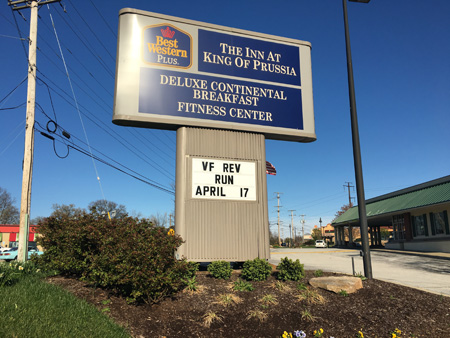 Best
Western
PLUS
THE INN AT
KING OF PRUSSIA
DELUXE CONTINENTAL
BREAKFAST
FITNESS CENTER
VF REV
RUN
APRIL 17